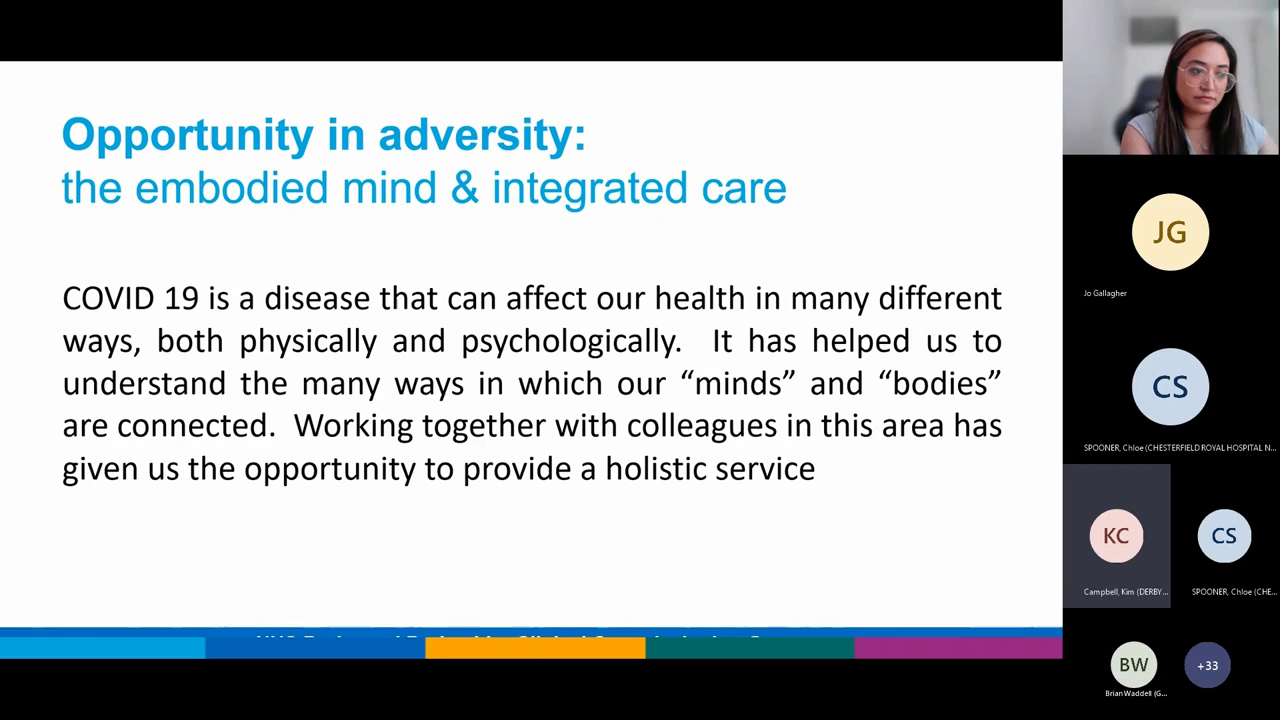 Opportunity in adversity:
the embodied mind & integrated care
COVID 19 is a disease that can affect our health in many different
ways, both physically and psychologically. It has helped us to
understand the many ways in which our “minds” and “bodies”
are connected. Working together with colleagues in this area has
given us the opportunity to provide a holistic service
JG
Jo Gallagher
CS
SPOONER, Chloe (CHESTERFIELD ROYAL HOSPITAL N...
KC
Campbell, Kim (DERBY...
CS
SPOONER, Chloe (CHE...
BW
Brian Waddell (G...
+33